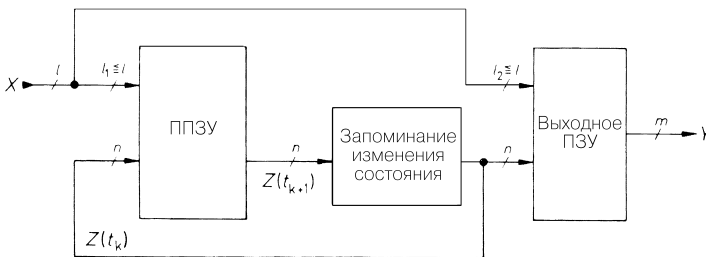 X
l
l₁ ≦ l
n
ППЗУ
n
Z(tₖ₊₁)
Запоминание
изменения
состояния
l₂ ≦ l
n
Выходное
ПЗУ
m
Y
Z(tₖ)